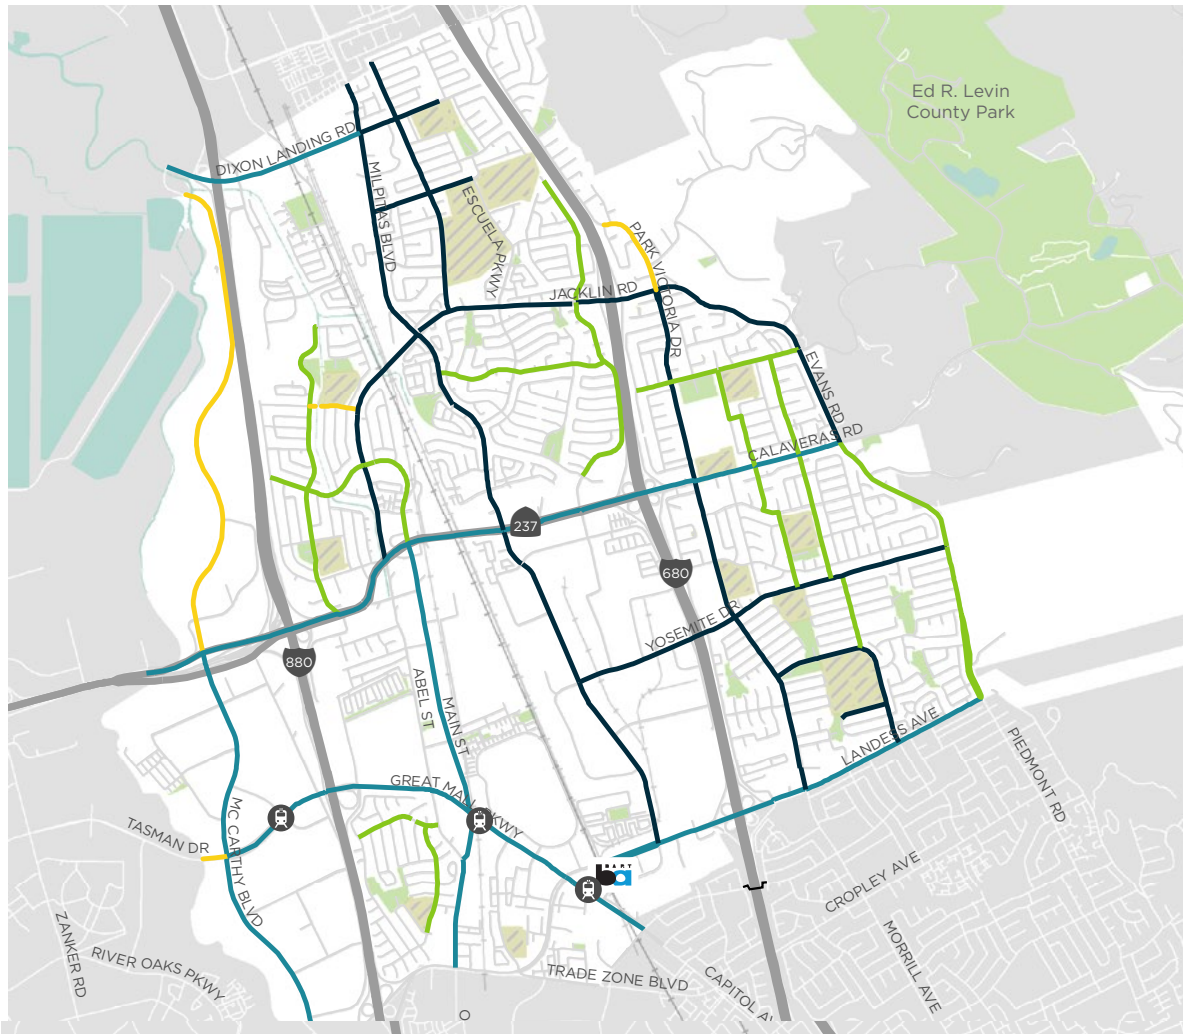 Ed R. Levin
County Park
DIXON LANDING RD
MILPITAS BLVD
ESCUELA PKWY
PARK VICTORIA DR
JACKLIN RD
EVANS RD
CALAVERAS RD
237
680
YOSEMITE DR
880
ABEL ST
MAIN ST
LANDESS AVE
PIEDMONT RD
GREAT MALL PKWY
TASMAN DR
MC CARTHY BLVD
BART
ba
CROPLEY AVE
ZANKER RD
RIVER OAKS PKWY
MORRILL AVE
TRADE ZONE BLVD
CAPITOL A
O